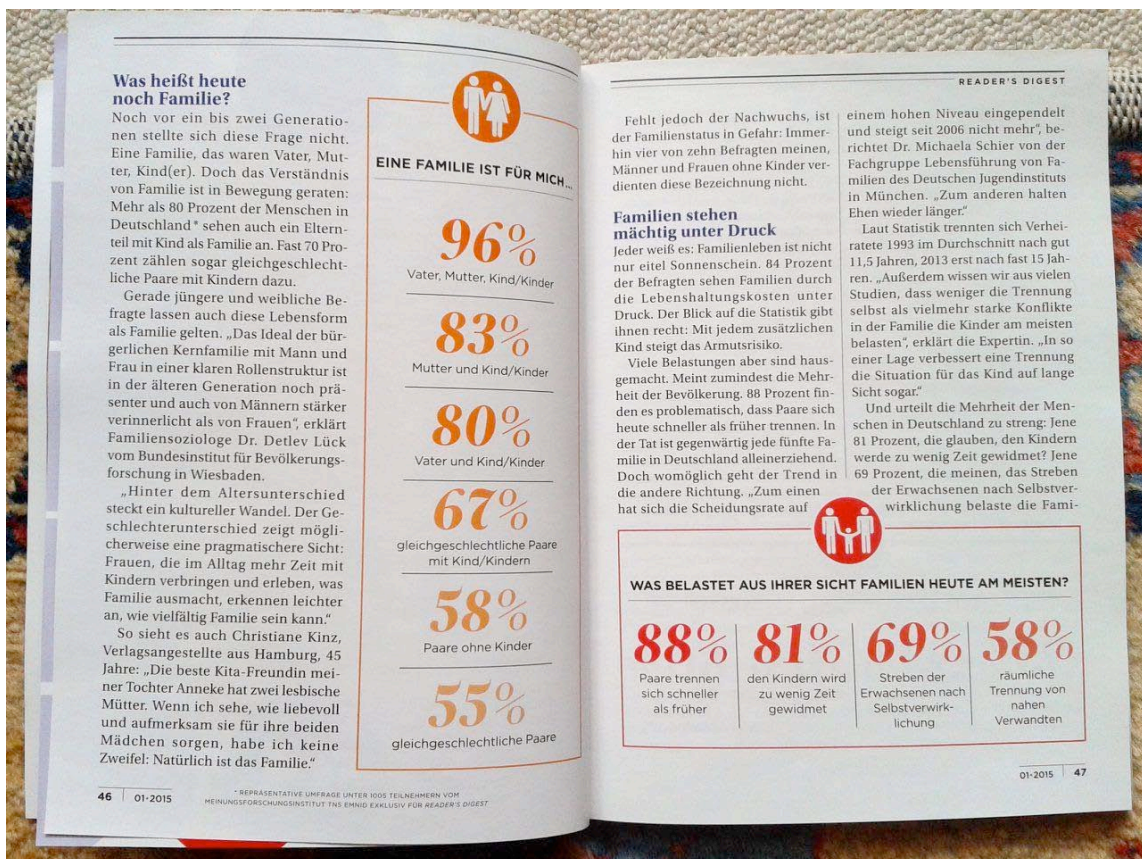 Was heißt heute
noch Familie?
Noch vor ein bis zwei Generatio-
nen stellte sich diese Frage nicht.
Eine Familie, das waren Vater, Mut-
ter, Kind(er). Doch das Verständnis
von Familie ist in Bewegung geraten:
Mehr als 80 Prozent der Menschen in
Deutschland* sehen auch ein Eltern-
teil mit Kind als Familie an. Fast 70 Pro-
zent zählen sogar gleichgeschlecht-
liche Paare mit Kindern dazu.
Gerade jüngere und weibliche Be-
fragte lassen auch diese Lebensform
als Familie gelten. „Das Ideal der bür-
gerlichen Kernfamilie mit Mann und
Frau in einer klaren Rollenstruktur ist
in der älteren Generation noch prä-
senter und auch von Männern stärker
verinnerlicht als von Frauen“, erklärt
Familiensoziologe Dr. Detlev Lück
vom Bundesinstitut für Bevölkerungs-
forschung in Wiesbaden.
„Hinter dem Altersunterschied
steckt ein kultureller Wandel. Der Ge-
schlechterunterschied zeigt mögli-
cherweise eine pragmatischere Sicht:
Frauen, die im Alltag mehr Zeit mit
Kindern verbringen und erleben, was
Familie ausmacht, erkennen leichter
an, wie vielfältig Familie sein kann.“
So sieht es auch Christiane Kinz,
Verlagsangestellte aus Hamburg, 45
Jahre: „Die beste Kita-Freundin mei-
ner Tochter Anneke hat zwei lesbische
Mütter. Wenn ich sehe, wie liebevoll
und aufmerksam sie für ihre beiden
Mädchen sorgen, habe ich keine
Zweifel: Natürlich ist das Familie.“
EINE FAMILIE IST FÜR MICH...
96%
Vater, Mutter, Kind/Kinder
83%
Mutter und Kind/Kinder
80%
Vater und Kind/Kinder
67%
gleichgeschlechtliche Paare
mit Kind/Kindern
58%
Paare ohne Kinder
55%
gleichgeschlechtliche Paare
46 | 01·2015
* REPRÄSENTATIVE UMFRAGE UNTER 1005 TEILNEHMERN VOM
MEINUNGSFORSCHUNGSINSTITUT TNS EMNID EXKLUSIV FÜR READER'S DIGEST
READER'S DIGEST
Fehlt jedoch der Nachwuchs, ist
der Familienstatus in Gefahr: Immer-
hin vier von zehn Befragten meinen,
Männer und Frauen ohne Kinder ver-
dienten diese Bezeichnung nicht.
Familien stehen
mächtig unter Druck
Jeder weiß es: Familienleben ist nicht
nur eitel Sonnenschein. 84 Prozent
der Befragten sehen Familien durch
die Lebenshaltungskosten unter
Druck. Der Blick auf die Statistik gibt
ihnen recht: Mit jedem zusätzlichen
Kind steigt das Armutsrisiko.
Viele Belastungen aber sind haus-
gemacht. Meint zumindest die Mehr-
heit der Bevölkerung. 88 Prozent fin-
den es problematisch, dass Paare sich
heute schneller als früher trennen. In
der Tat ist gegenwärtig jede fünfte Fa-
milie in Deutschland alleinerziehend.
Doch womöglich geht der Trend in
die andere Richtung. „Zum einen
hat sich die Scheidungsrate auf
einem hohen Niveau eingependelt
und steigt seit 2006 nicht mehr“, be-
richtet Dr. Michaela Schier von der
Fachgruppe Lebensführung von Fa-
milien des Deutschen Jugendinstituts
in München. „Zum anderen halten
Ehen wieder länger.“
Laut Statistik trennten sich Verhei-
ratete 1993 im Durchschnitt nach gut
11,5 Jahren, 2013 erst nach fast 15 Jah-
ren. „Außerdem wissen wir aus vielen
Studien, dass weniger die Trennung
selbst als vielmehr starke Konflikte
in der Familie die Kinder am meisten
belasten“, erklärt die Expertin. „In so
einer Lage verbessert eine Trennung
die Situation für das Kind auf lange
Sicht sogar.“
Und urteilt die Mehrheit der Men-
schen in Deutschland zu streng: Jene
81 Prozent, die glauben, den Kindern
werde zu wenig Zeit gewidmet? Jene
69 Prozent, die meinen, das Streben
der Erwachsenen nach Selbstver-
wirklichung belaste die Fami-
WAS BELASTET AUS IHRER SICHT FAMILIEN HEUTE AM MEISTEN?
88%
Paare trennen
sich schneller
als früher
81%
den Kindern wird
zu wenig Zeit
gewidmet
69%
Streben der
Erwachsenen nach
Selbstverwirk-
lichung
58%
räumliche
Trennung von
nahen
Verwandten
01·2015 | 47